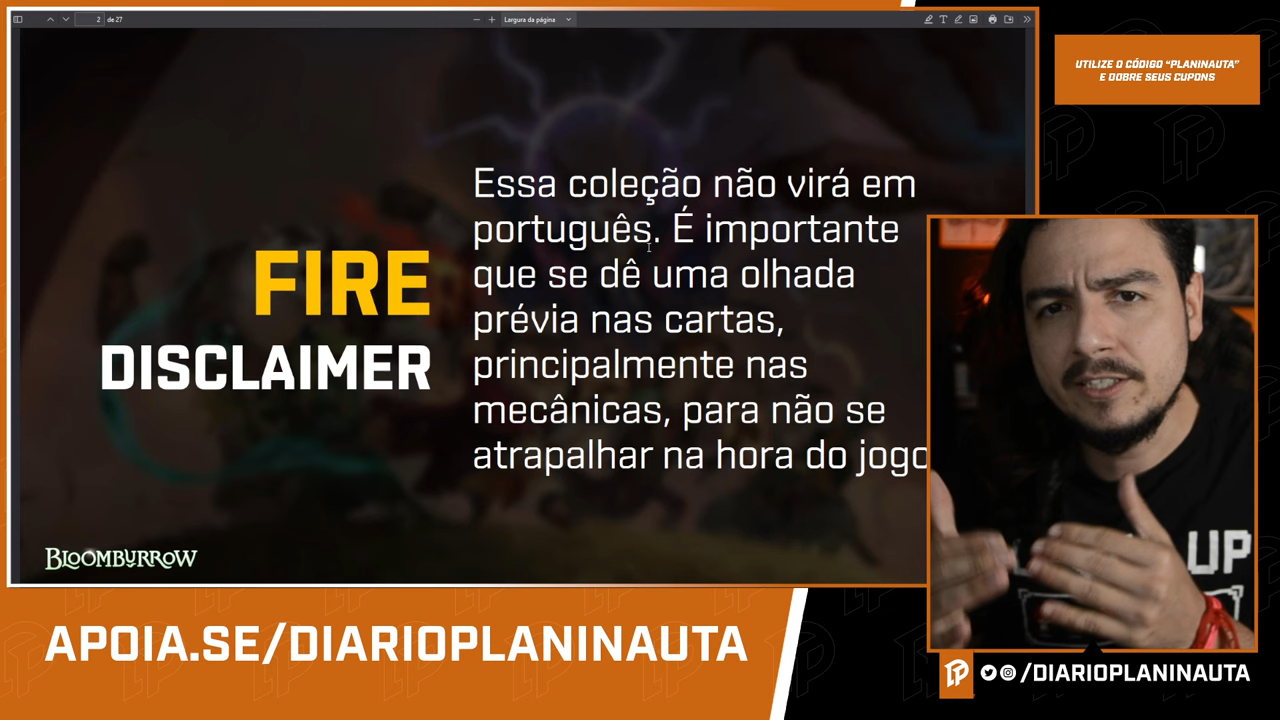 2 de 27
Largura da página
UTILIZE O CÓDIGO "PLANINAUTA"
E DOBRE SEUS CUPONS
FIRE
DISCLAIMER
Essa coleção não virá em
português. É importante
que se dê uma olhada
prévia nas cartas,
principalmente nas
mecânicas, para não se
atrapalhar na hora do jogo
BLOOMBURROW
UP
APOIA.SE/DIARIOPLANINAUTA
/DIARIOPLANINAUTA